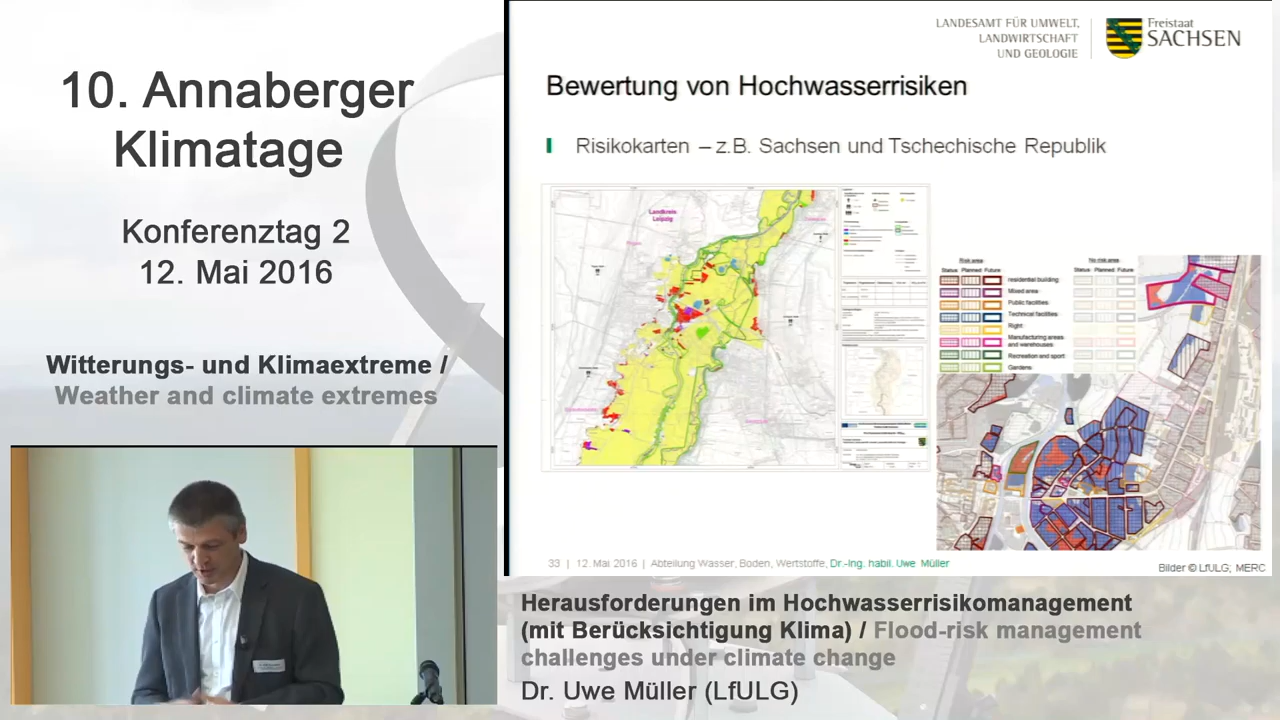 10. Annaberger
Klimatage
Konferenztag 2
12. Mai 2016
Witterungs- und Klimaextreme /
Weather and climate extremes
LANDESAMT FÜR UMWELT,
LANDWIRTSCHAFT
UND GEOLOGIE
Freistaat
SACHSEN
Bewertung von Hochwasserrisiken
Risikokarten – z.B. Sachsen und Tschechische Republik
Landkreis
Leipzig
Risk area:
No risk area:
Status Planned Future
Status Planned Future
residential building
Mixed area:
Public facilities:
Technical facilities:
Right:
Manufacturing areas
and warehouses:
Recreation and sport
Gardens:
33 | 12. Mai 2016 | Abteilung Wasser, Boden, Wertstoffe, Dr.-Ing. habil. Uwe Müller
Bilder © LfULG; MERC
Herausforderungen im Hochwasserrisikomanagement
(mit Berücksichtigung Klima) / Flood-risk management
challenges under climate change
Dr. Uwe Müller (LfULG)